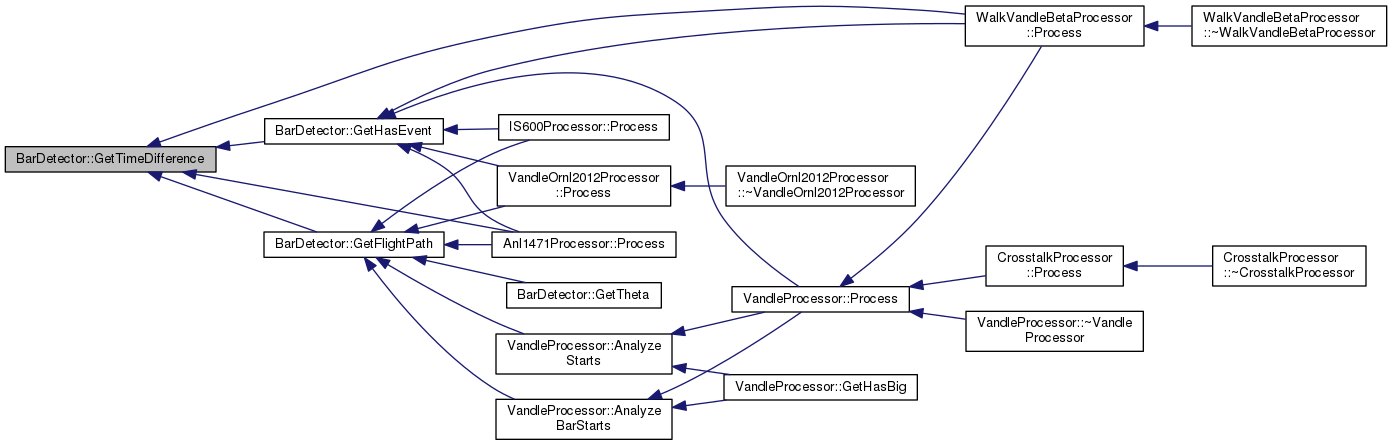 BarDetector::GetTimeDifference
BarDetector::GetHasEvent
BarDetector::GetFlightPath
IS600Processor::Process
VandleOrnl2012Processor
::Process
Anl1471Processor::Process
BarDetector::GetTheta
VandleProcessor::Analyze
Starts
VandleProcessor::Analyze
BarStarts
VandleOrnl2012Processor
::~VandleOrnl2012Processor
VandleProcessor::Process
VandleProcessor::GetHasBig
WalkVandleBetaProcessor
::Process
CrosstalkProcessor
::Process
VandleProcessor::~Vandle
Processor
WalkVandleBetaProcessor
::~WalkVandleBetaProcessor
CrosstalkProcessor
::~CrosstalkProcessor